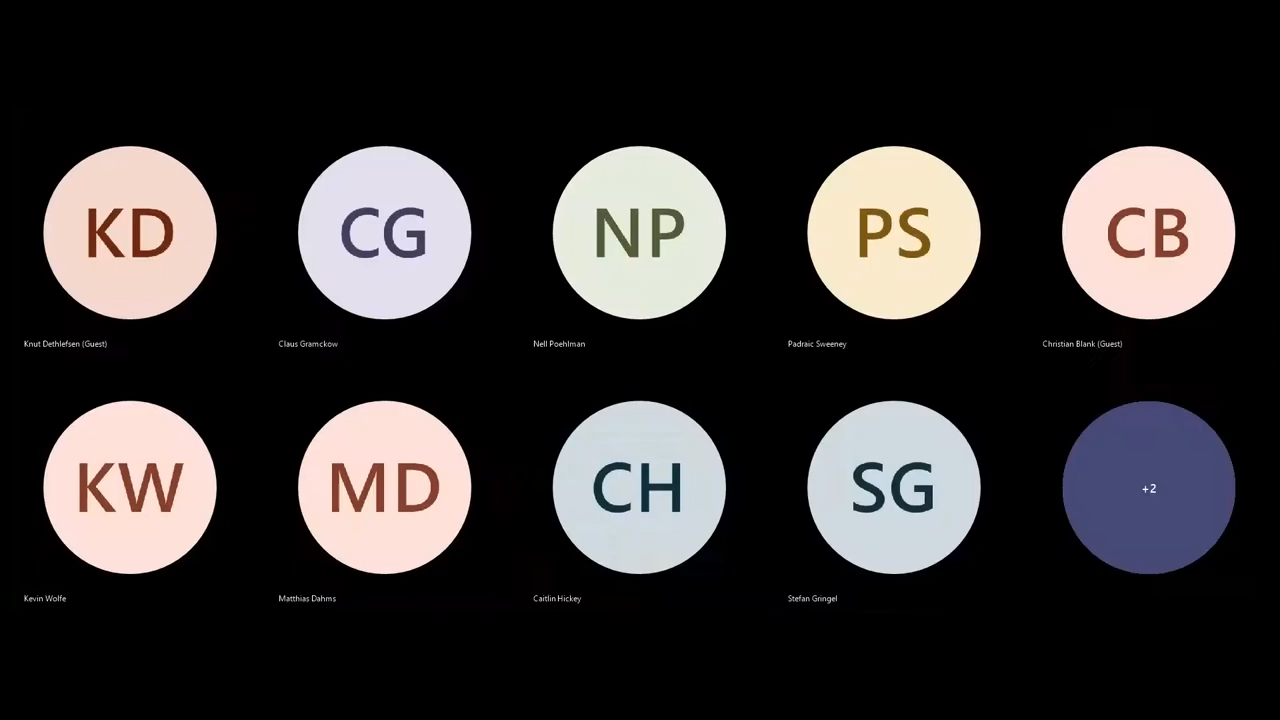 KD
CG
NP
PS
CB
Knut Dethlefsen (Guest)
Claus Gramckow
Nell Poehlman
Padraic Sweeney
Christian Blank (Guest)
KW
MD
CH
SG
+2
Kevin Wolfe
Matthias Dahms
Caitlin Hickey
Stefan Gringel